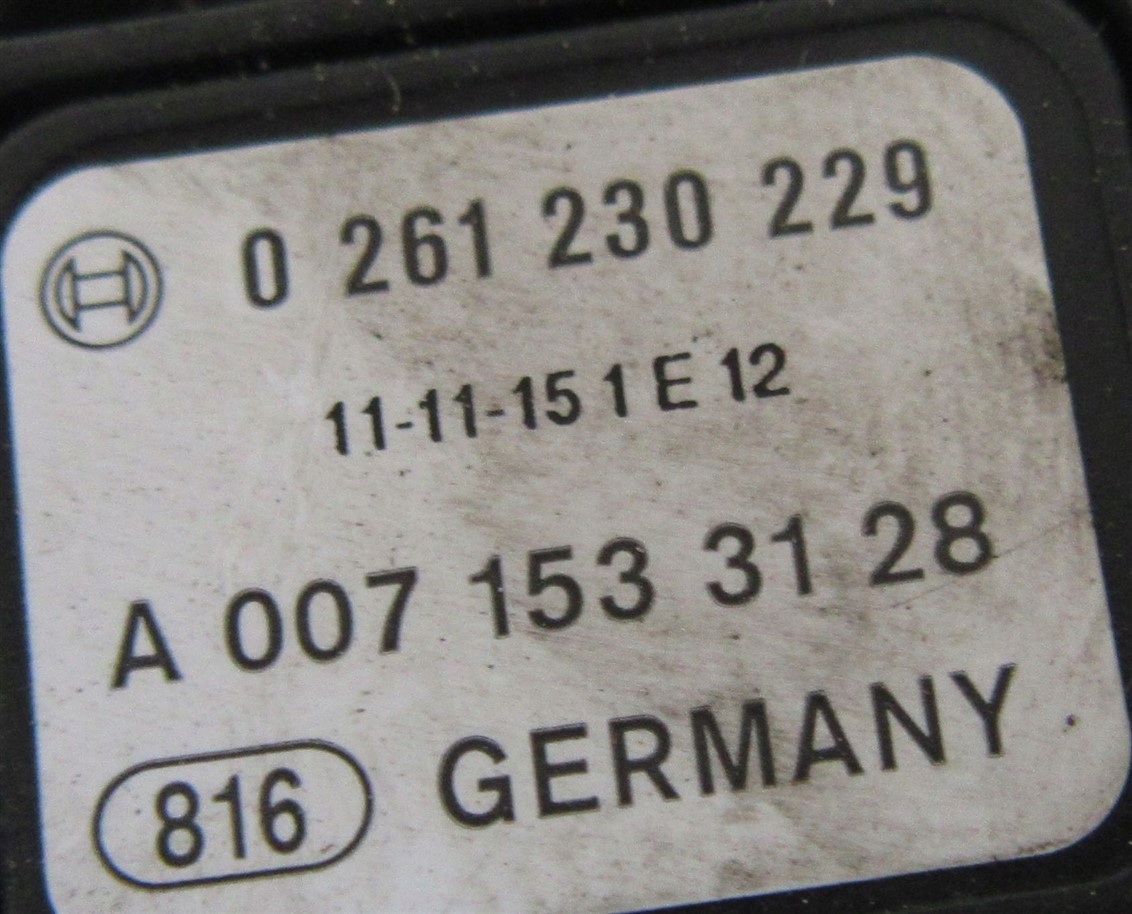 0 261 230 229
11-11-15 1 E 12
A 007 153 31 28
816 GERMANY